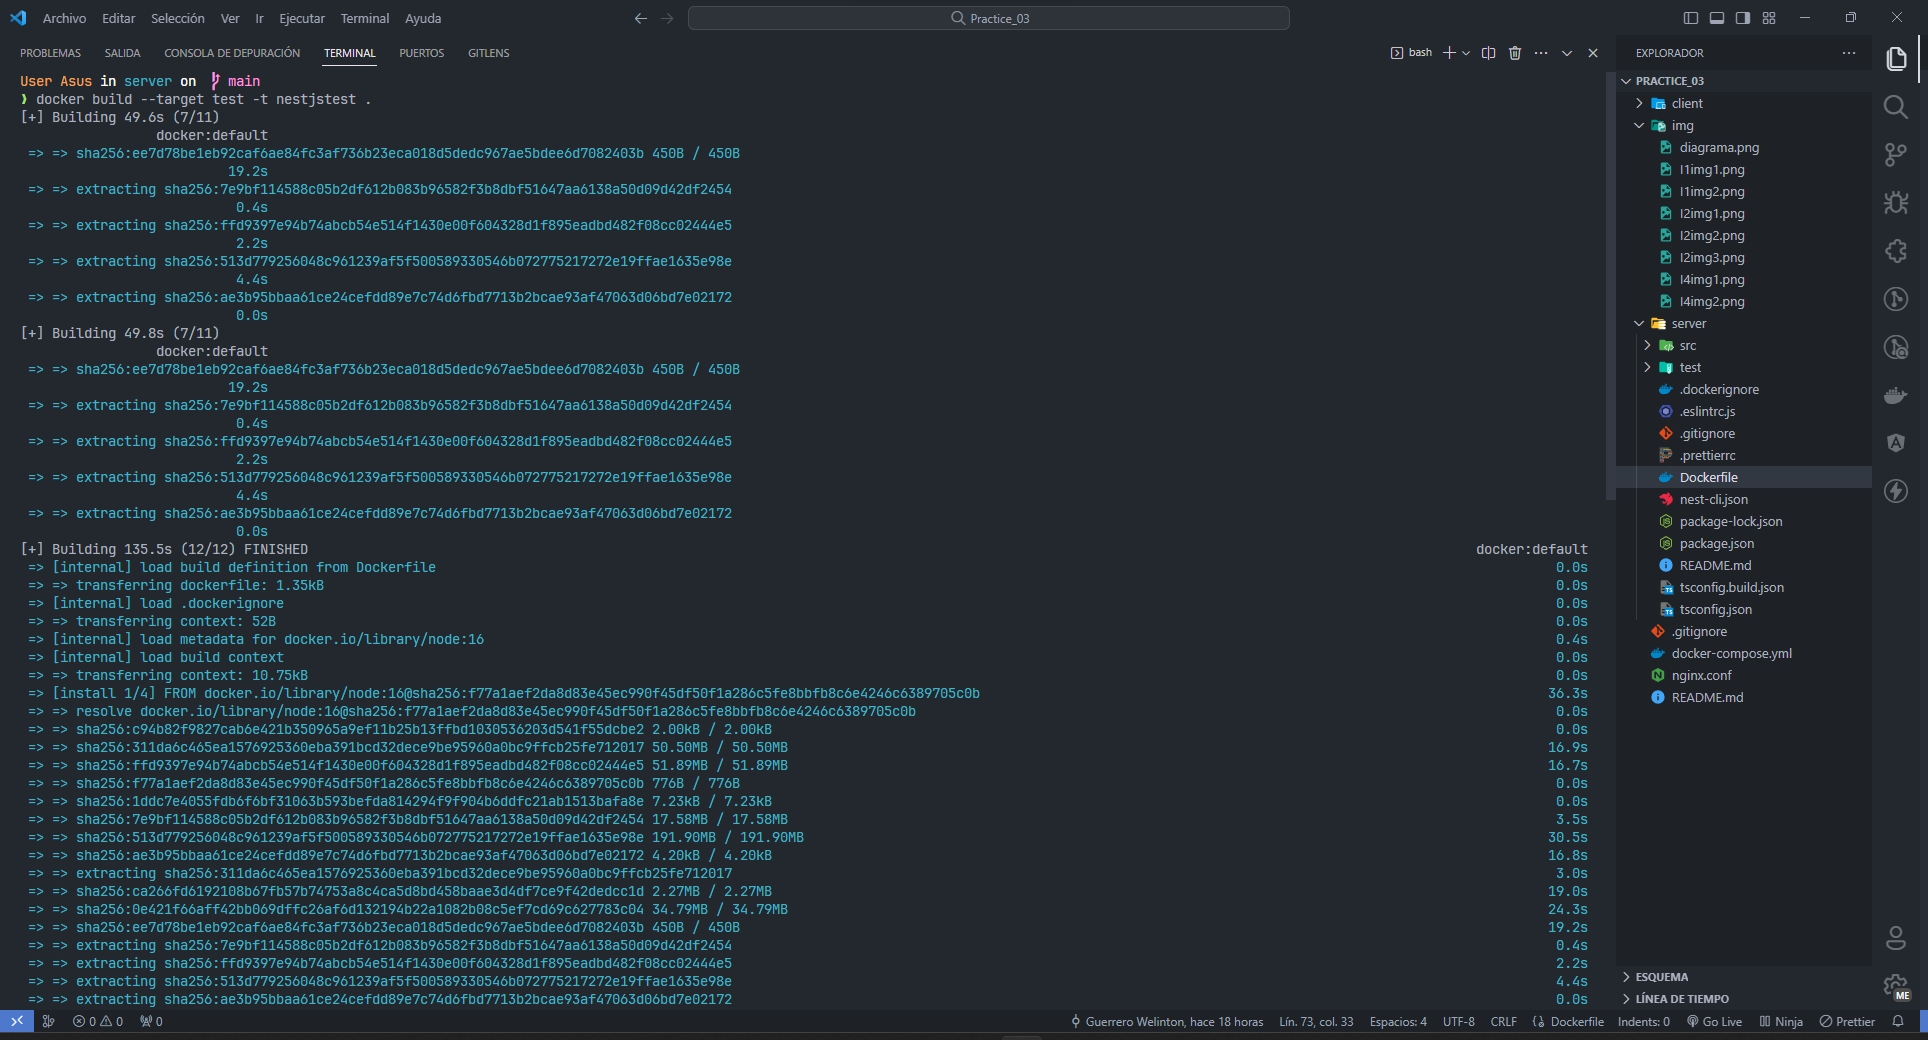 Archivo Editar Selección Ver Ir Ejecutar Terminal Ayuda
Practice_03
PROBLEMAS SALIDA CONSOLA DE DEPURACIÓN TERMINAL PUERTOS GITLENS
bash
User Asus in server on main
❯ docker build --target test -t nestjstest .
[+] Building 49.6s (7/11)
docker:default
=> => sha256:ee7d78be1eb92caf6ae84fc3af736b23eca018d5dedc967ae5bdee6d7082403b 450B / 450B
19.2s
=> => extracting sha256:7e9bf114588c05b2df612b083b96582f3b8dbf51647aa6138a50d09d42df2454
0.4s
=> => extracting sha256:ffd9397e94b74abcb54e514f1430e00f604328d1f895eadbd482f08cc02444e5
2.2s
=> => extracting sha256:513d779256048c961239af5f500589330546b072775217272e19ffae1635e98e
4.4s
=> => extracting sha256:ae3b95bbaa61ce24cefdd89e7c74d6fbd7713b2bcae93af47063d06bd7e02172
0.0s
[+] Building 49.8s (7/11)
docker:default
=> => sha256:ee7d78be1eb92caf6ae84fc3af736b23eca018d5dedc967ae5bdee6d7082403b 450B / 450B
19.2s
=> => extracting sha256:7e9bf114588c05b2df612b083b96582f3b8dbf51647aa6138a50d09d42df2454
0.4s
=> => extracting sha256:ffd9397e94b74abcb54e514f1430e00f604328d1f895eadbd482f08cc02444e5
2.2s
=> => extracting sha256:513d779256048c961239af5f500589330546b072775217272e19ffae1635e98e
4.4s
=> => extracting sha256:ae3b95bbaa61ce24cefdd89e7c74d6fbd7713b2bcae93af47063d06bd7e02172
0.0s
[+] Building 135.5s (12/12) FINISHED docker:default
=> [internal] load build definition from Dockerfile 0.0s
=> => transferring dockerfile: 1.35kB 0.0s
=> [internal] load .dockerignore 0.0s
=> => transferring context: 52B 0.0s
=> [internal] load metadata for docker.io/library/node:16 0.4s
=> [internal] load build context 0.0s
=> => transferring context: 10.75kB 0.0s
=> [install 1/4] FROM docker.io/library/node:16@sha256:f77a1aef2da8d83e45ec990f45df50f1a286c5fe8bbfb8c6e4246c6389705c0b 36.3s
=> => resolve docker.io/library/node:16@sha256:f77a1aef2da8d83e45ec990f45df50f1a286c5fe8bbfb8c6e4246c6389705c0b 0.0s
=> => sha256:c94b82f9827cab6e421b350965a9ef11b25b13ffbd1030536203d541f55dcbe2 2.00kB / 2.00kB 0.0s
=> => sha256:311da6c465ea1576925360eba391bcd32dece9be95960a0bc9ffcb25fe712017 50.50MB / 50.50MB 16.9s
=> => sha256:ffd9397e94b74abcb54e514f1430e00f604328d1f895eadbd482f08cc02444e5 51.89MB / 51.89MB 16.7s
=> => sha256:f77a1aef2da8d83e45ec990f45df50f1a286c5fe8bbfb8c6e4246c6389705c0b 776B / 776B 0.0s
=> => sha256:1ddc7e4055fdb6f6bf31063b593befda814294f9f904b6ddfc21ab1513bafa8e 7.23kB / 7.23kB 0.0s
=> => sha256:7e9bf114588c05b2df612b083b96582f3b8dbf51647aa6138a50d09d42df2454 17.58MB / 17.58MB 3.5s
=> => sha256:513d779256048c961239af5f500589330546b072775217272e19ffae1635e98e 191.90MB / 191.90MB 30.5s
=> => sha256:ae3b95bbaa61ce24cefdd89e7c74d6fbd7713b2bcae93af47063d06bd7e02172 4.20kB / 4.20kB 16.8s
=> => extracting sha256:311da6c465ea1576925360eba391bcd32dece9be95960a0bc9ffcb25fe712017 3.0s
=> => sha256:ca266fd6192108b67fb57b74753a8c4ca5d8bd458baae3d4df7ce9f42dedcc1d 2.27MB / 2.27MB 19.0s
=> => sha256:0e421f66aff42bb069dffc26af6d132194b22a1082b08c5ef7cd69c627783c04 34.79MB / 34.79MB 24.3s
=> => sha256:ee7d78be1eb92caf6ae84fc3af736b23eca018d5dedc967ae5bdee6d7082403b 450B / 450B 19.2s
=> => extracting sha256:7e9bf114588c05b2df612b083b96582f3b8dbf51647aa6138a50d09d42df2454 0.4s
=> => extracting sha256:ffd9397e94b74abcb54e514f1430e00f604328d1f895eadbd482f08cc02444e5 2.2s
=> => extracting sha256:513d779256048c961239af5f500589330546b072775217272e19ffae1635e98e 4.4s
=> => extracting sha256:ae3b95bbaa61ce24cefdd89e7c74d6fbd7713b2bcae93af47063d06bd7e02172 0.0s
EXPLORADOR
PRACTICE_03
client
img
diagrama.png
I1img1.png
I1img2.png
I2img1.png
I2img2.png
I2img3.png
I4img1.png
I4img2.png
server
src
test
.dockerignore
.eslintrc.js
.gitignore
.prettierrc
Dockerfile
nest-cli.json
package-lock.json
package.json
README.md
tsconfig.build.json
tsconfig.json
.gitignore
docker-compose.yml
nginx.conf
README.md
ESQUEMA
LÍNEA DE TIEMPO
ME
0 0 0
Guerrero Welinton, hace 18 horas Lín. 73, col. 33 Espacios: 4 UTF-8 CRLF Dockerfile Indents: 0 Go Live Ninja Prettier